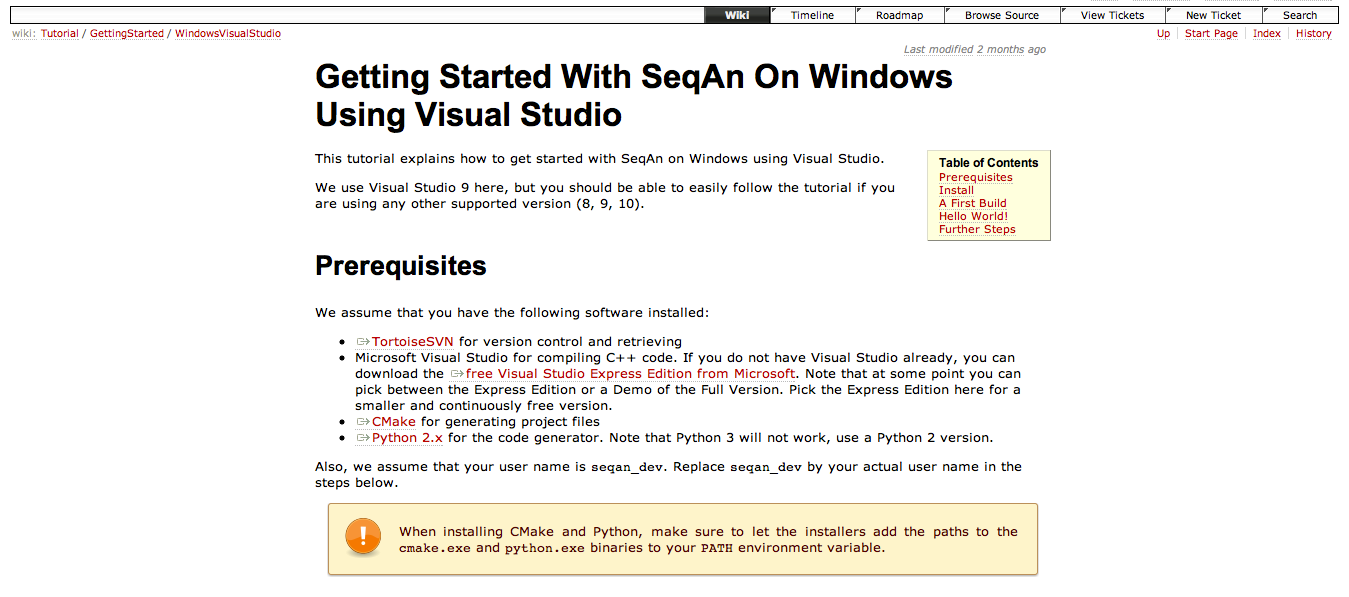 Wiki Timeline Roadmap Browse Source View Tickets New Ticket Search
wiki: Tutorial / GettingStarted / WindowsVisualStudio
Up Start Page Index History
Last modified 2 months ago
Getting Started With SeqAn On Windows
Using Visual Studio
This tutorial explains how to get started with SeqAn on Windows using Visual Studio.
We use Visual Studio 9 here, but you should be able to easily follow the tutorial if you
are using any other supported version (8, 9, 10).
Table of Contents
Prerequisites
Install
A First Build
Hello World!
Further Steps
Prerequisites
We assume that you have the following software installed:
• TortoiseSVN for version control and retrieving
• Microsoft Visual Studio for compiling C++ code. If you do not have Visual Studio already, you can
download the free Visual Studio Express Edition from Microsoft. Note that at some point you can
pick between the Express Edition or a Demo of the Full Version. Pick the Express Edition here for a
smaller and continuously free version.
• CMake for generating project files
• Python 2.x for the code generator. Note that Python 3 will not work, use a Python 2 version.
Also, we assume that your user name is seqan_dev. Replace seqan_dev by your actual user name in the
steps below.
When installing CMake and Python, make sure to let the installers add the paths to the
cmake.exe and python.exe binaries to your PATH environment variable.